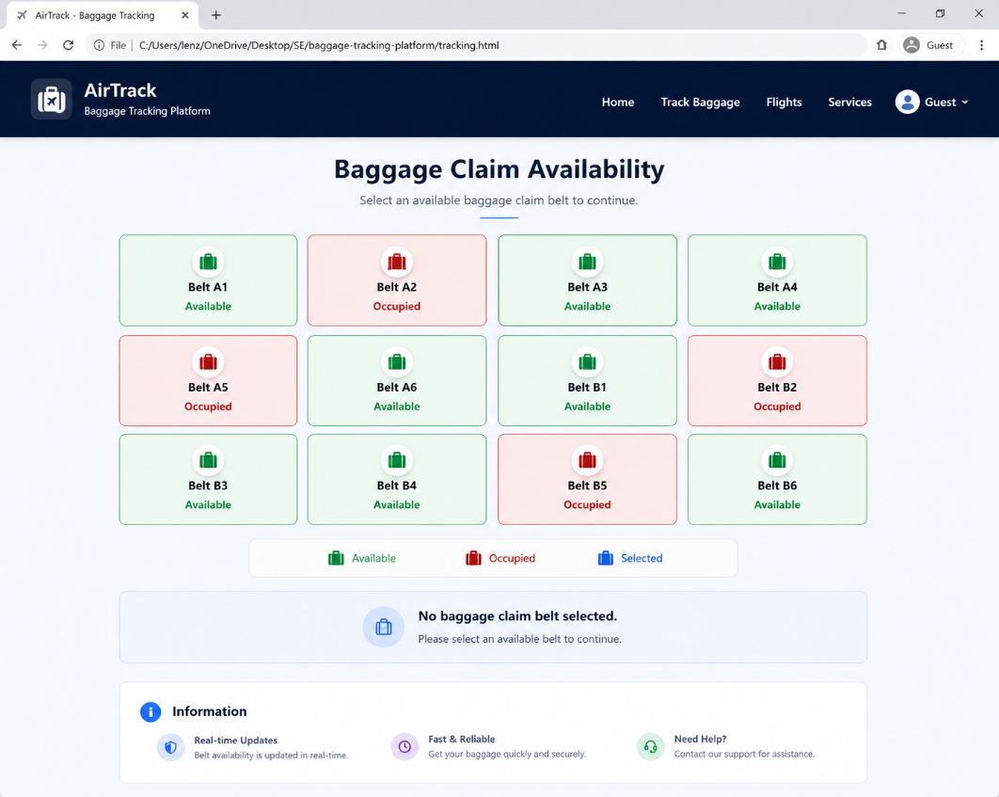 AirTrack - Baggage Tracking
File | C:/Users/lenz/OneDrive/Desktop/SE/baggage-tracking-platform/tracking.html
Guest
AirTrack
Baggage Tracking Platform
Home Track Baggage Flights Services Guest
Baggage Claim Availability
Select an available baggage claim belt to continue.
Belt A1 Belt A2 Belt A3 Belt A4
Available Occupied Available Available
Belt A5 Belt A6 Belt B1 Belt B2
Occupied Available Available Occupied
Belt B3 Belt B4 Belt B5 Belt B6
Available Available Occupied Available
Available Occupied Selected
No baggage claim belt selected.
Please select an available belt to continue.
Information
Real-time Updates Fast & Reliable Need Help?
Belt availability is updated in real-time. Get your baggage quickly and securely. Contact our support for assistance.